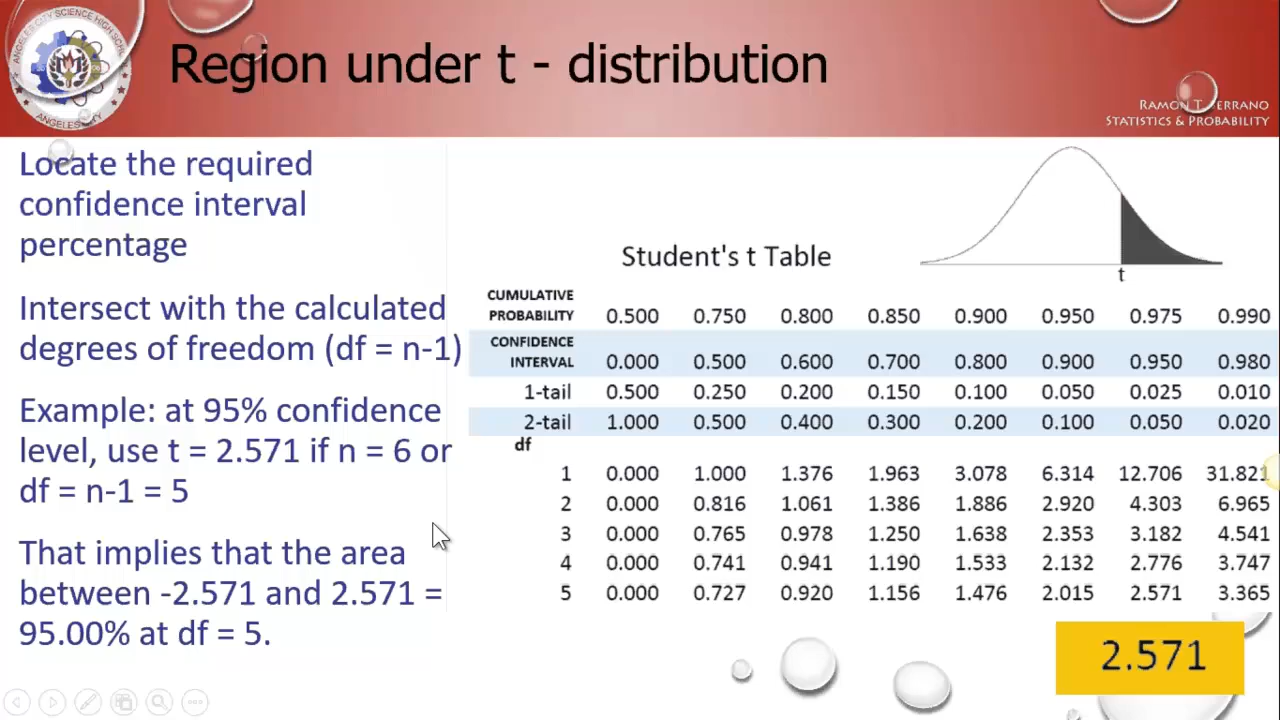 Region under t - distribution
ANGELES CITY SCIENCE HIGH SCHOOL
ANGELES CITY
RAMON T. SERRANO
STATISTICS & PROBABILITY
Locate the required
confidence interval
percentage
Intersect with the calculated
degrees of freedom (df = n-1)
Example: at 95% confidence
level, use t = 2.571 if n = 6 or
df = n-1 = 5
That implies that the area
between -2.571 and 2.571 =
95.00% at df = 5.
t
Student's t Table
CUMULATIVE
PROBABILITY 0.500 0.750 0.800 0.850 0.900 0.950 0.975 0.990
CONFIDENCE
INTERVAL 0.000 0.500 0.600 0.700 0.800 0.900 0.950 0.980
1-tail 0.500 0.250 0.200 0.150 0.100 0.050 0.025 0.010
2-tail 1.000 0.500 0.400 0.300 0.200 0.100 0.050 0.020
df
1 0.000 1.000 1.376 1.963 3.078 6.314 12.706 31.821
2 0.000 0.816 1.061 1.386 1.886 2.920 4.303 6.965
3 0.000 0.765 0.978 1.250 1.638 2.353 3.182 4.541
4 0.000 0.741 0.941 1.190 1.533 2.132 2.776 3.747
5 0.000 0.727 0.920 1.156 1.476 2.015 2.571 3.365
2.571